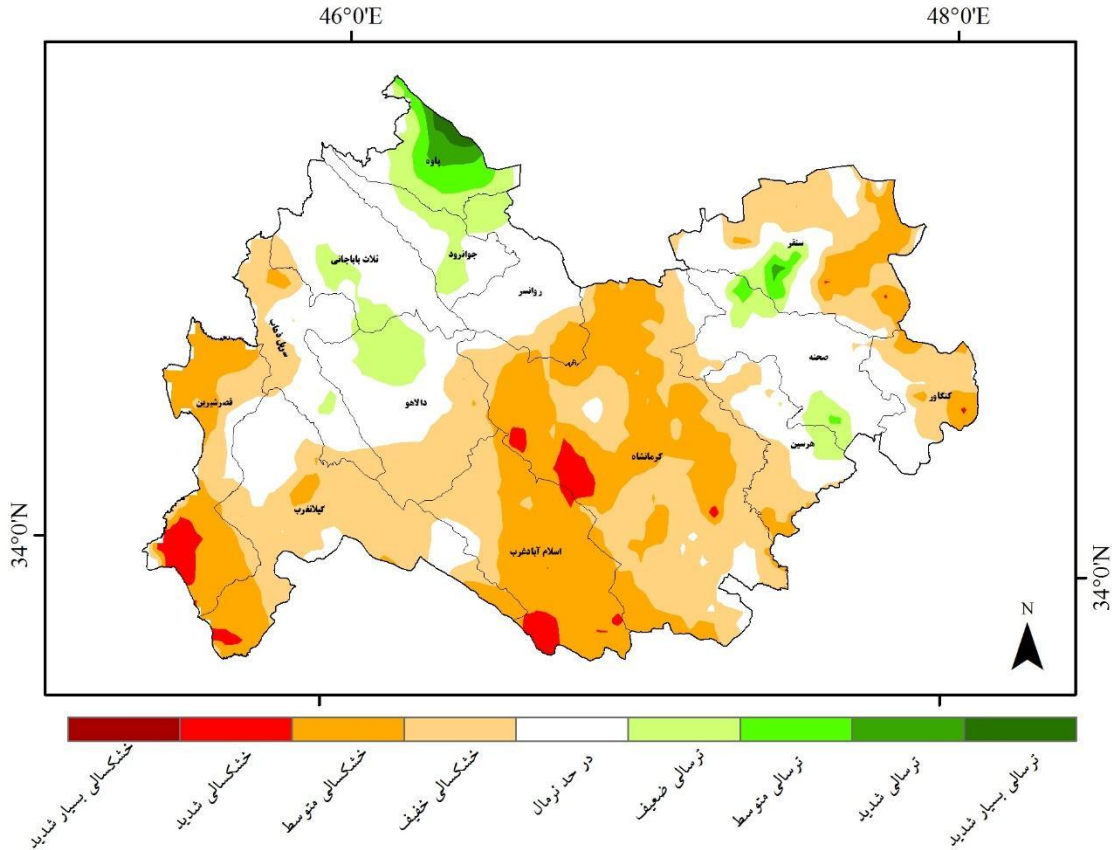 46°0'E
48°0'E
پاوه
سنقر
جوانرود
ثلاث باباجانی
روانسر
سرپل ذهاب
صحنه
دالاهو
قصرشیرین
کنگاور
هرسین
کرمانشاه
گیلانغرب
اسلام آبادغرب
34°0'N
34°0'N
N
ترسالی بسیار شدید
ترسالی شدید
ترسالی متوسط
ترسالی ضعیف
در حد نرمال
خشکسالی خفیف
خشکسالی متوسط
خشکسالی شدید
خشکسالی بسیار شدید